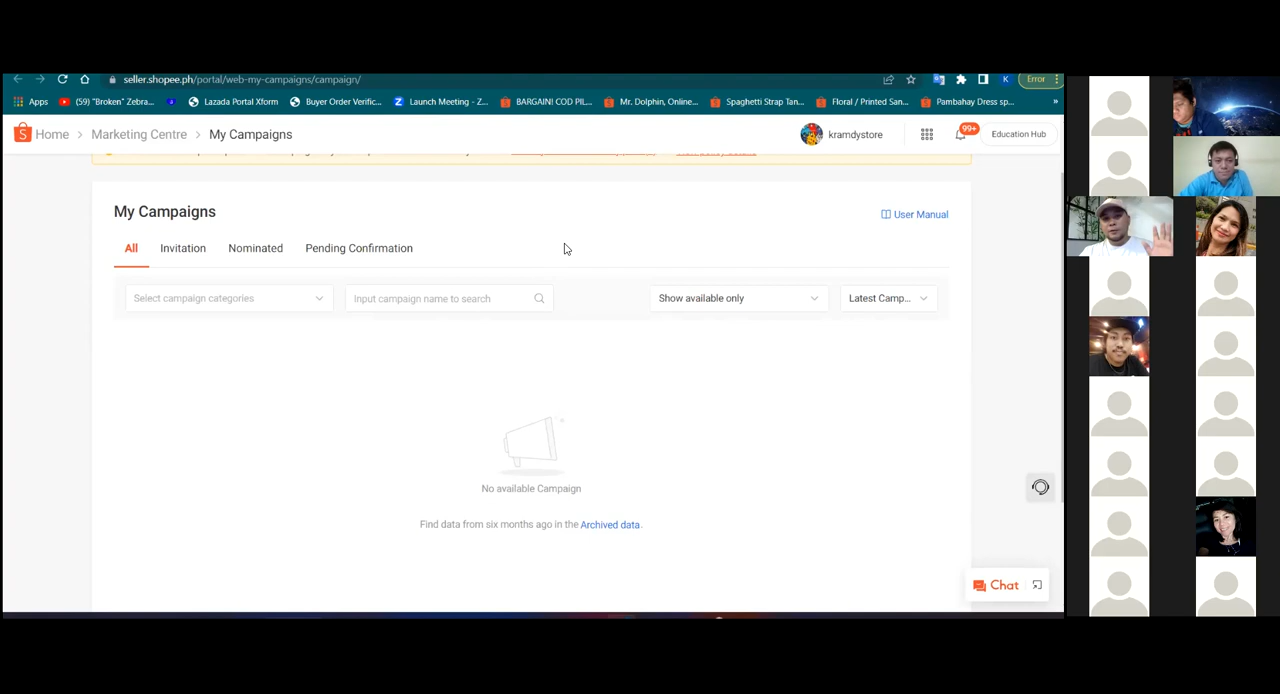 seller.shopee.ph/portal/web-my-campaigns/campaign/
Error
Apps
(59) "Broken" Zebra...
Lazada Portal Xform
Buyer Order Verific...
Launch Meeting - Z...
BARGAIN! COD PIL...
Mr. Dolphin, Online...
Spaghetti Strap Tan...
Floral / Printed San...
Pambahay Dress sp...
»
Home > Marketing Centre > My Campaigns
kramdystore
99+
Education Hub
My Campaigns
User Manual
All
Invitation
Nominated
Pending Confirmation
Select campaign categories
Input campaign name to search
Show available only
Latest Camp...
No available Campaign
Find data from six months ago in the Archived data.
Chat